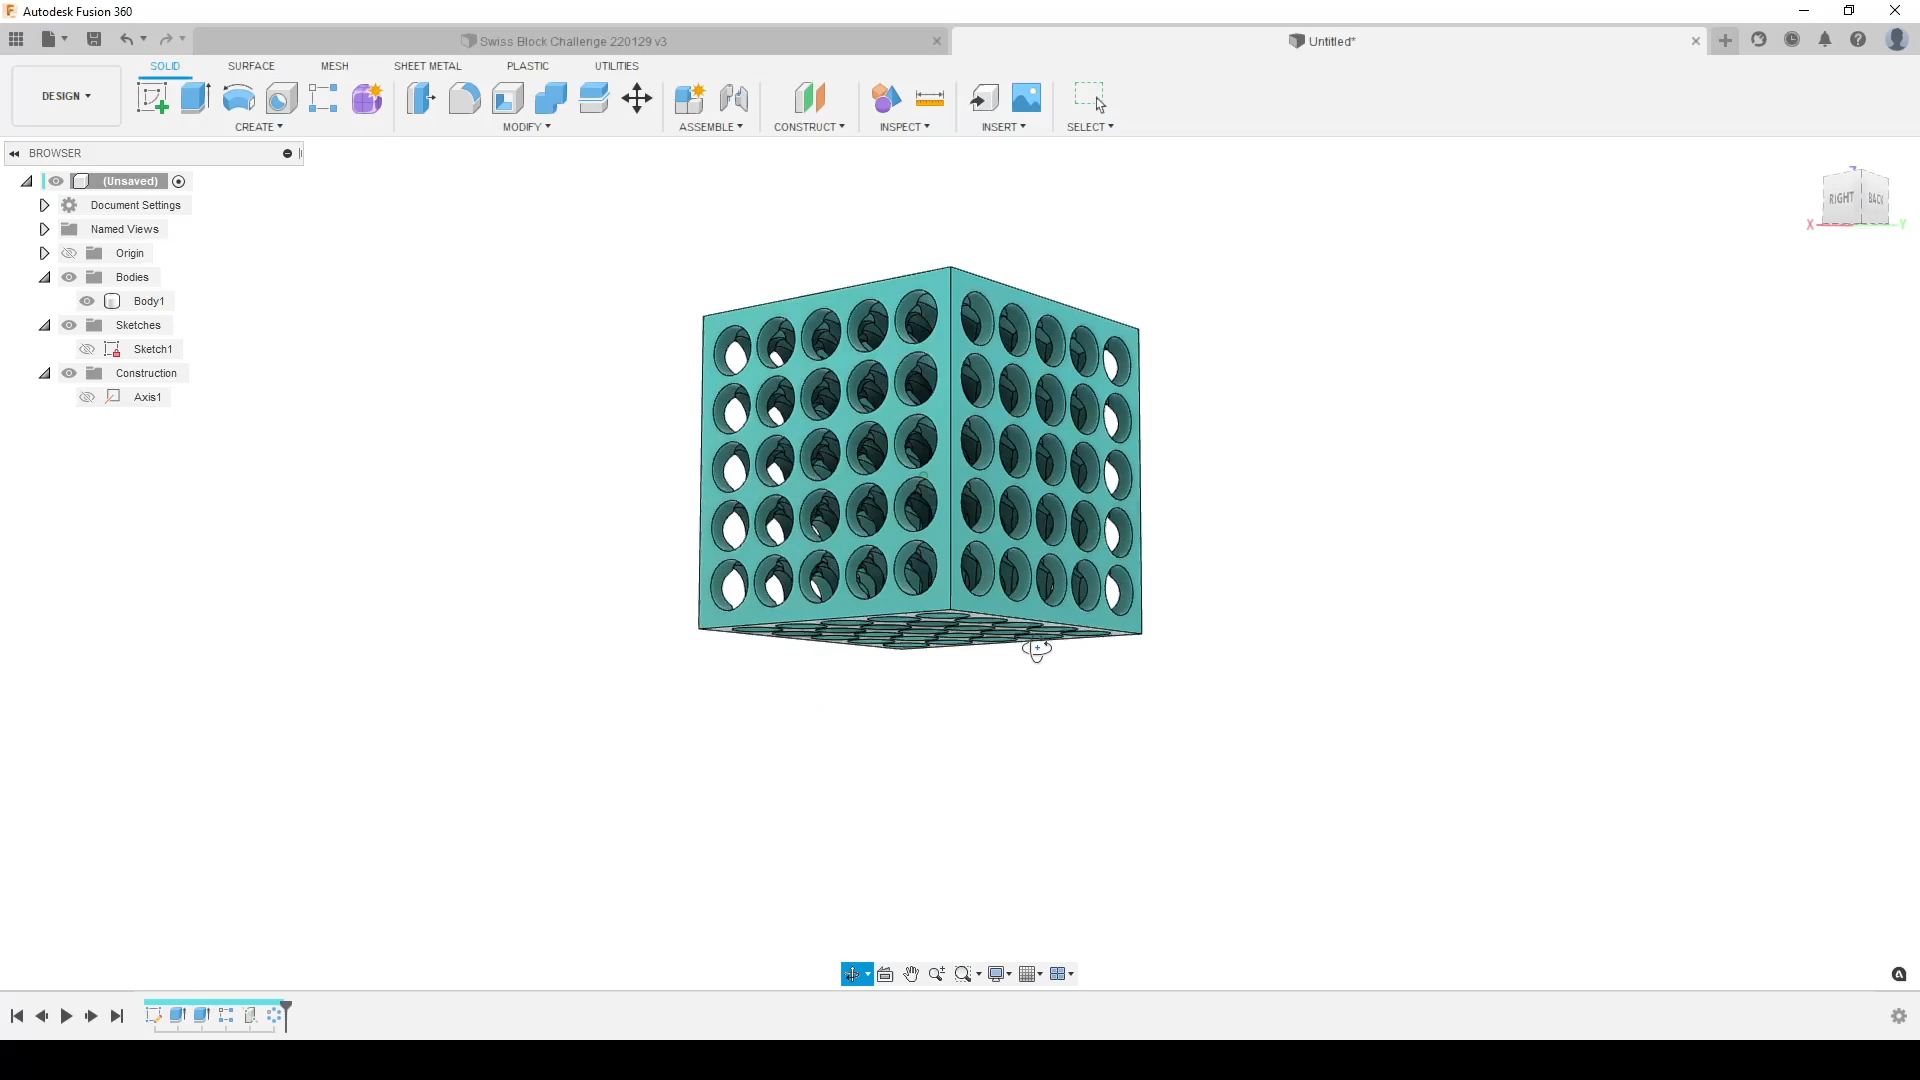 Autodesk Fusion 360
Swiss Block Challenge 220129 v3
Untitled*
SOLID SURFACE MESH SHEET METAL PLASTIC UTILITIES
DESIGN
CREATE MODIFY ASSEMBLE CONSTRUCT INSPECT INSERT SELECT
BROWSER
(Unsaved)
Document Settings
Named Views
Origin
Bodies
Body1
Sketches
Sketch1
Construction
Axis1
RIGHT BACK
X Y